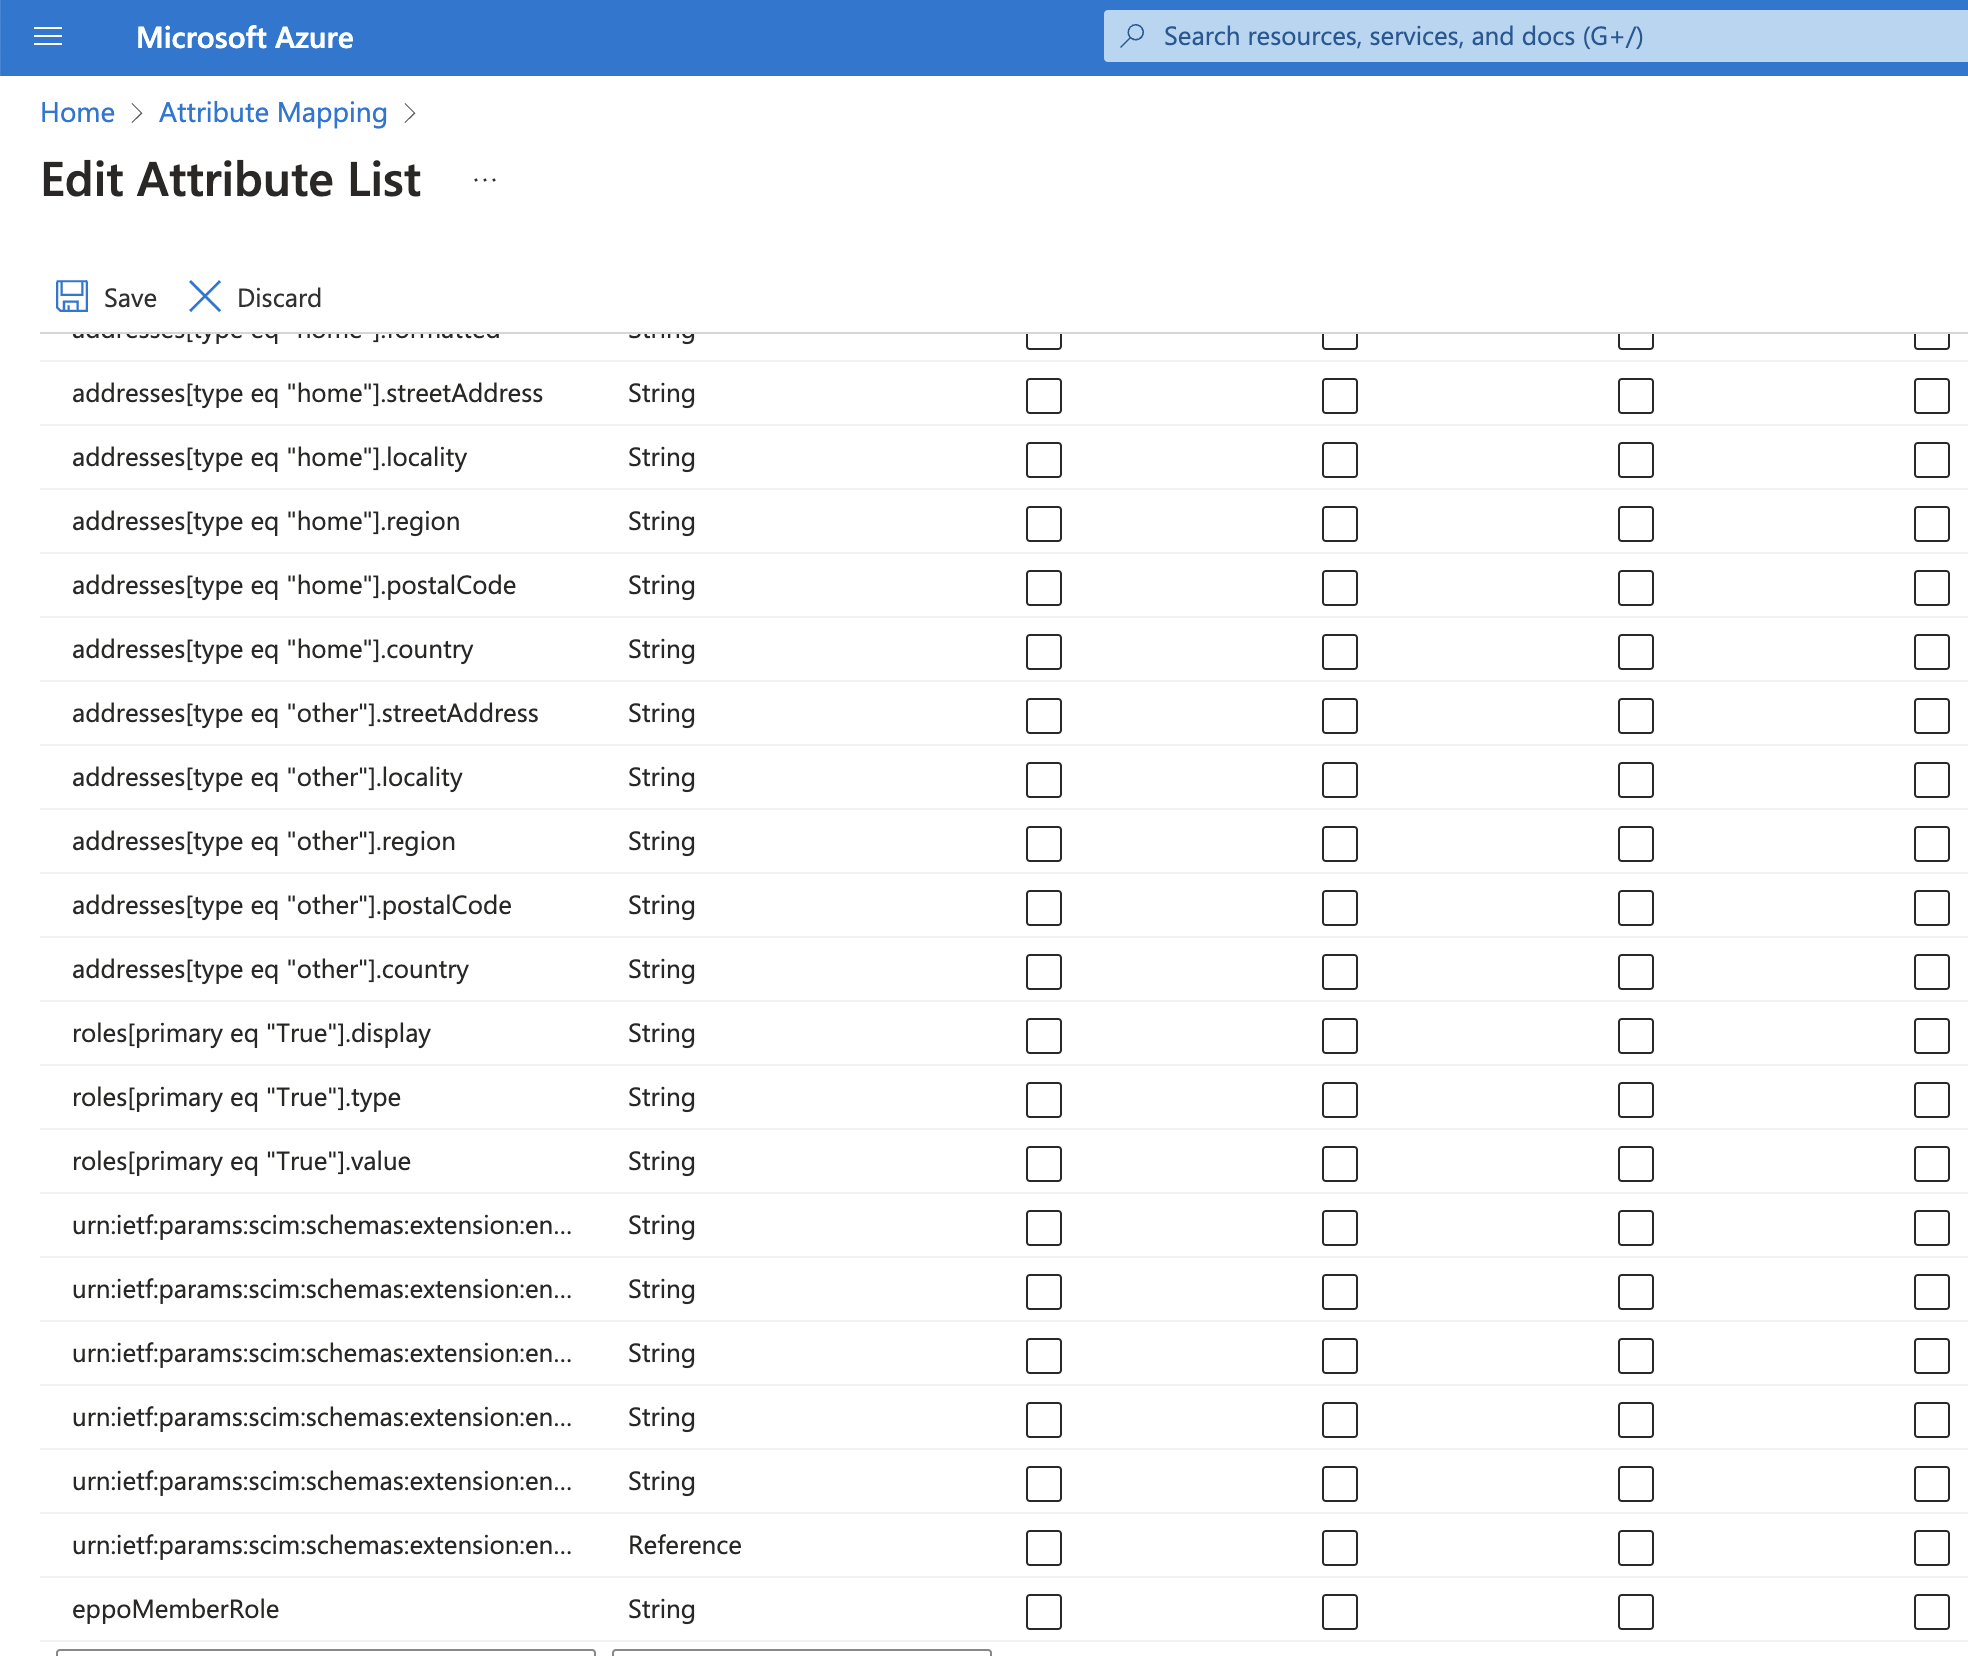 Microsoft Azure
Search resources, services, and docs (G+/)
Home > Attribute Mapping >
Edit Attribute List ...
Save Discard
addresses[type eq "home"].formatted String
addresses[type eq "home"].streetAddress String
addresses[type eq "home"].locality String
addresses[type eq "home"].region String
addresses[type eq "home"].postalCode String
addresses[type eq "home"].country String
addresses[type eq "other"].streetAddress String
addresses[type eq "other"].locality String
addresses[type eq "other"].region String
addresses[type eq "other"].postalCode String
addresses[type eq "other"].country String
roles[primary eq "True"].display String
roles[primary eq "True"].type String
roles[primary eq "True"].value String
urn:ietf:params:scim:schemas:extension:en... String
urn:ietf:params:scim:schemas:extension:en... String
urn:ietf:params:scim:schemas:extension:en... String
urn:ietf:params:scim:schemas:extension:en... String
urn:ietf:params:scim:schemas:extension:en... String
urn:ietf:params:scim:schemas:extension:en... Reference
eppoMemberRole String